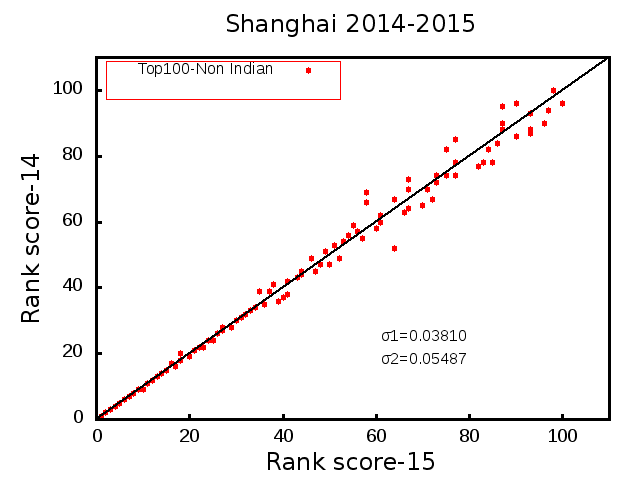 Shanghai 2014-2015
Top100-Non Indian
100
80
60
40
20
0
Rank score-14
σ1=0.03810
σ2=0.05487
0 20 40 60 80 100
Rank score-15